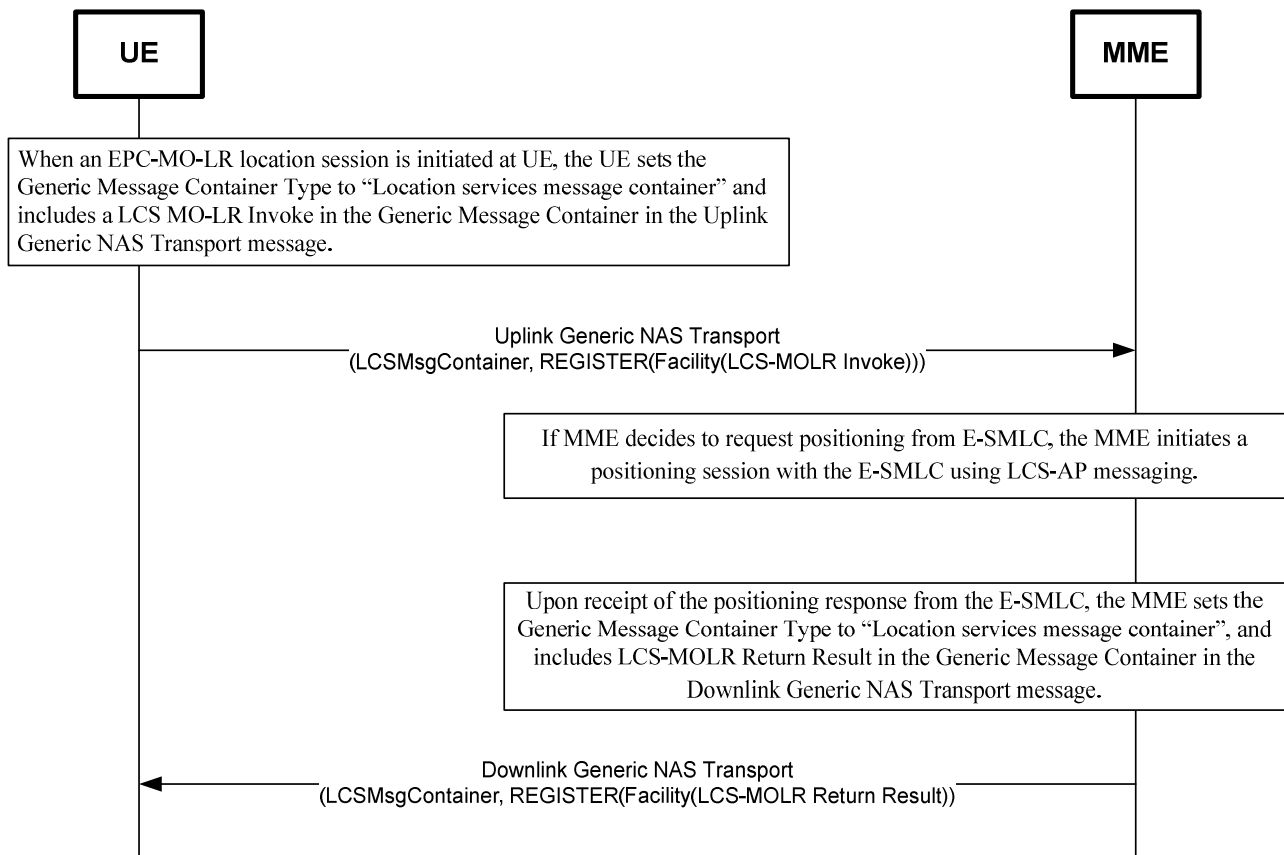 UE
MME
When an EPC-MO-LR location session is initiated at UE, the UE sets the
Generic Message Container Type to “Location services message container” and
includes a LCS MO-LR Invoke in the Generic Message Container in the Uplink
Generic NAS Transport message.
Uplink Generic NAS Transport
(LCSMsgContainer, REGISTER(Facility(LCS-MOLR Invoke)))
If MME decides to request positioning from E-SMLC, the MME initiates a
positioning session with the E-SMLC using LCS-AP messaging.
Upon receipt of the positioning response from the E-SMLC, the MME sets the
Generic Message Container Type to “Location services message container”, and
includes LCS-MOLR Return Result in the Generic Message Container in the
Downlink Generic NAS Transport message.
Downlink Generic NAS Transport
(LCSMsgContainer, REGISTER(Facility(LCS-MOLR Return Result))